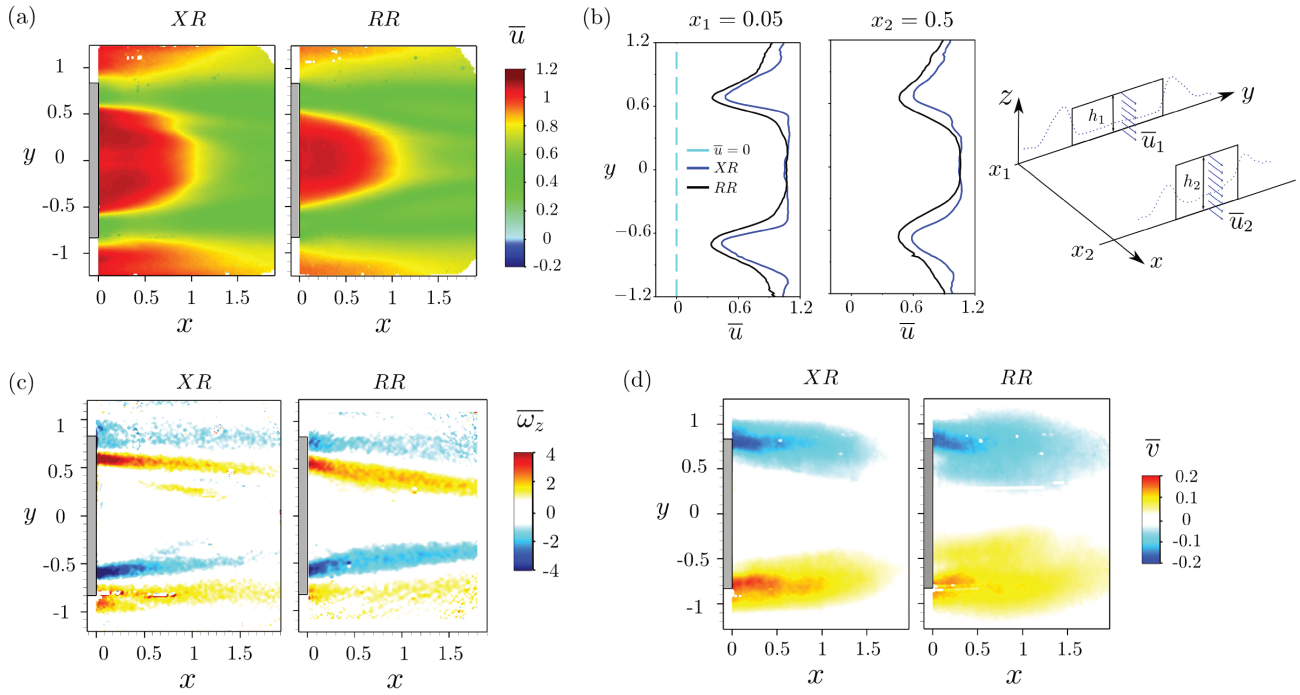 (a)
XR
RR
u̅
1
0.5
y
0
-0.5
-1
0
0.5
1
1.5
x
0
0.5
1
1.5
x
1.2
1
0.8
0.6
0.4
0.2
0
-0.2
(b)
x₁ = 0.05
x₂ = 0.5
1.2
0.6
y
0
−0.6
−1.2
u̅ = 0
XR
RR
0
0.6
1.2
u̅
0
0.6
1.2
u̅
z
y
h₁
u̅₁
x₁
h₂
u̅₂
x₂
x
(c)
XR
RR
ω_z̅
1
0.5
y
0
-0.5
-1
0
0.5
1
1.5
x
0
0.5
1
1.5
x
4
2
0
-2
-4
(d)
XR
RR
v̅
1
0.5
y
0
-0.5
-1
0
0.5
1
1.5
x
0
0.5
1
1.5
x
0.2
0.1
0
-0.1
-0.2